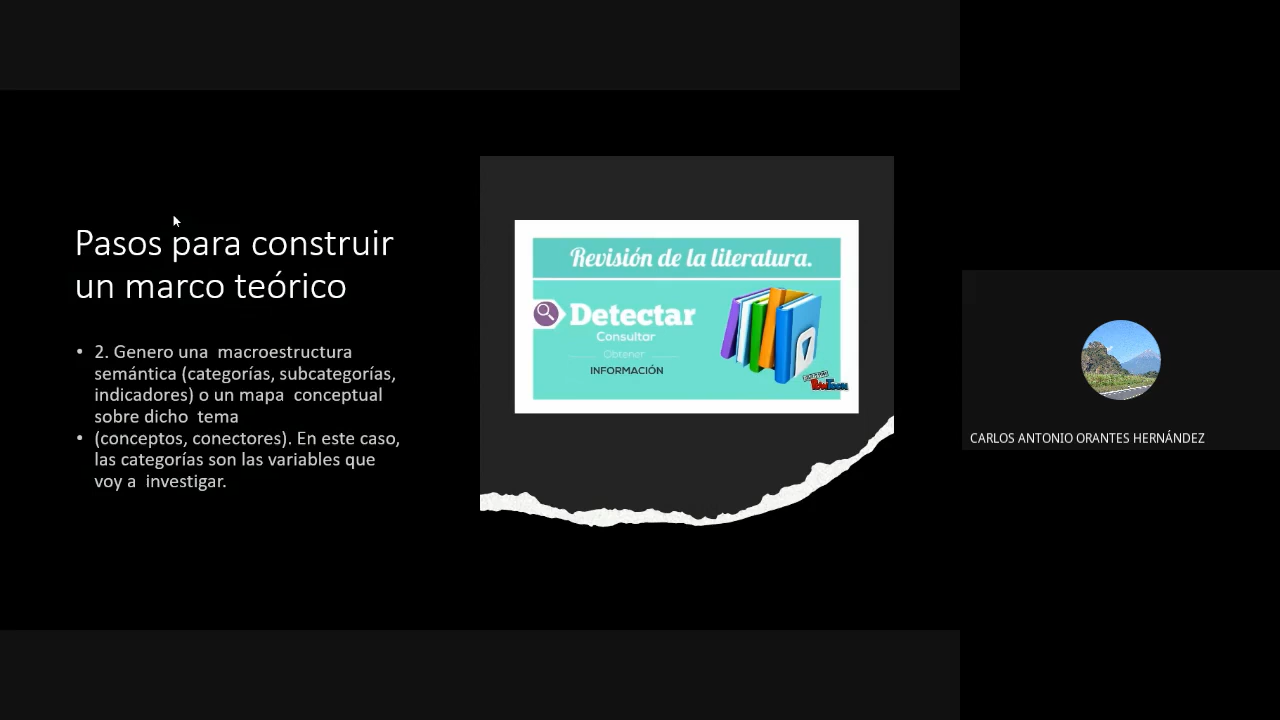 Pasos para construir
un marco teórico
• 2. Genero una macroestructura
semántica (categorías, subcategorías,
indicadores) o un mapa conceptual
sobre dicho tema
• (conceptos, conectores). En este caso,
las categorías son las variables que
voy a investigar.
Revisión de la literatura.
Detectar
Consultar
Obtener
INFORMACIÓN
CARLOS ANTONIO ORANTES HERNÁNDEZ